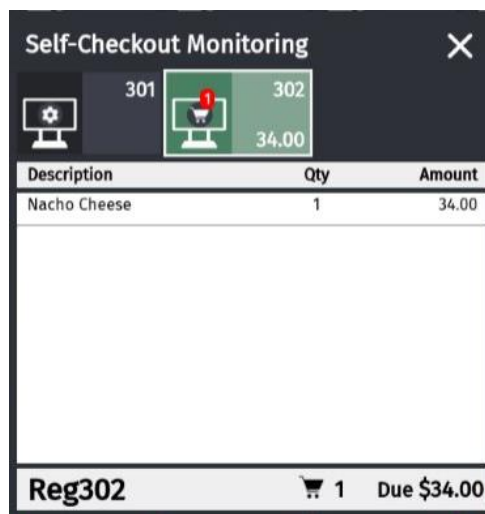 Self-Checkout Monitoring
301
1
302
34.00
Description Qty Amount
Nacho Cheese 1 34.00
Reg302 1 Due $34.00